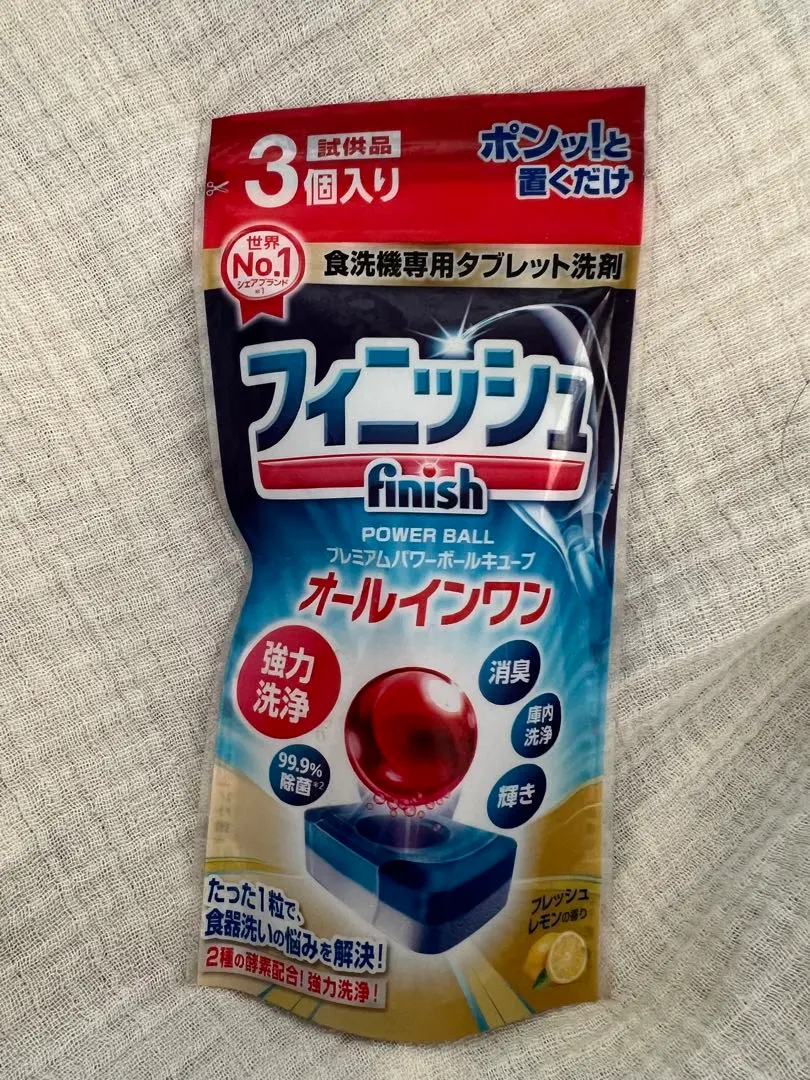 3
試供品
個入り
ポンッ!と
置くだけ
世界
No.1
シェアブランド
※1
食洗機専用タブレット洗剤
フィニッシュ
finish
POWER BALL
プレミアムパワーボールキューブ
オールインワン
強力
洗浄
消臭
庫内
洗浄
99.9%
除菌※2
輝き
たった1粒で、
食器洗いの悩みを解決!
2種の酵素配合!強力洗浄!
フレッシュ
レモンの香り